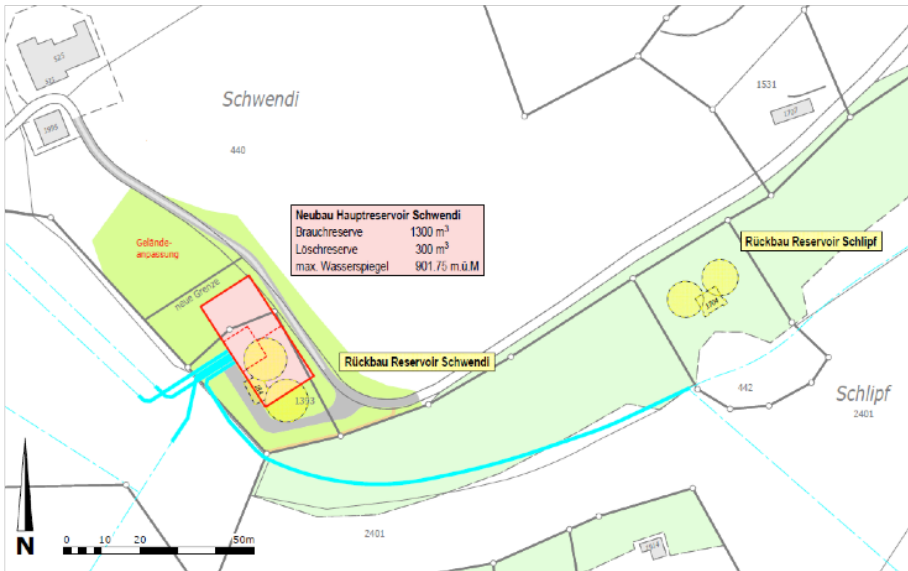 Schwendi
440
1531
Neubau Hauptreservoir Schwendi
Brauchreserve 1300 m³
Löschreserve 300 m³
max. Wasserspiegel 901.75 m.ü.M
Rückbau Reservoir Schlipf
Gelände-
anpassung
neue Grenze
Rückbau Reservoir Schwendi
1393
442
Schlipf
2401
2401
N
0 10 20 50m